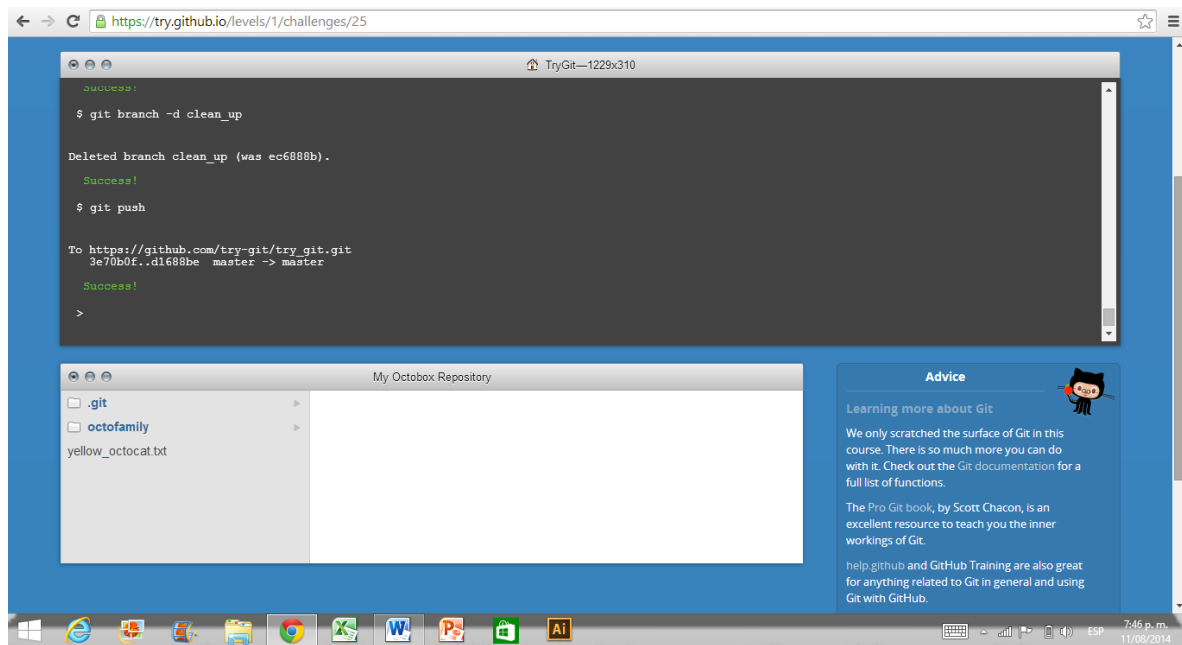 https://try.github.io/levels/1/challenges/25
TryGit—1229x310
Success!
$ git branch -d clean_up
Deleted branch clean_up (was ec6888b).
Success!
$ git push
To https://github.com/try-git/try_git.git
3e70b0f..d1688be master -> master
Success!
>
My Octobox Repository
.git
octofamily
yellow_octocat.txt
Advice
Learning more about Git
We only scratched the surface of Git in this
course. There is so much more you can do
with it. Check out the Git documentation for a
full list of functions.
The Pro Git book, by Scott Chacon, is an
excellent resource to teach you the inner
workings of Git.
help.github and GitHub Training are also great
for anything related to Git in general and using
Git with GitHub.
Ai
ESP
7:46 p. m.
11/08/2014